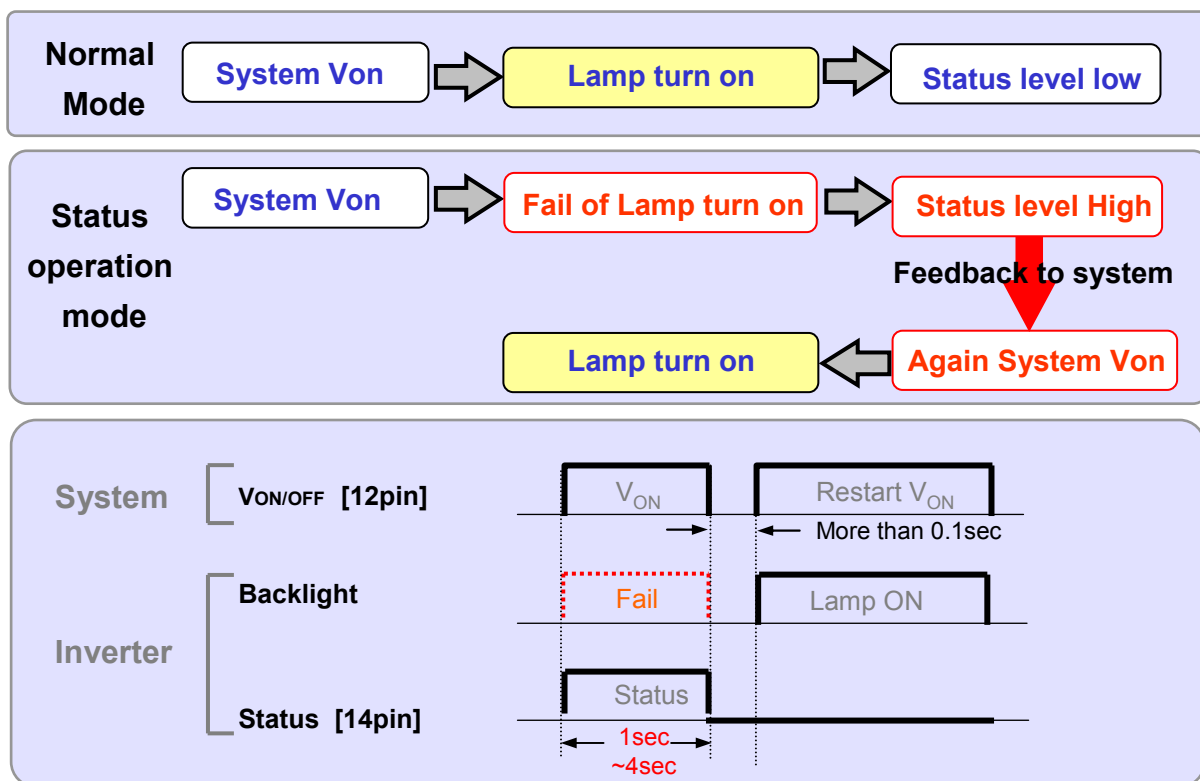 Normal
Mode
System Von
Lamp turn on
Status level low
Status
operation
mode
System Von
Fail of Lamp turn on
Status level High
Feedback to system
Lamp turn on
Again System Von
System
VON/OFF [12pin]
VON
Restart VON
More than 0.1sec
Inverter
Backlight
Fail
Lamp ON
Status [14pin]
Status
1sec
~4sec